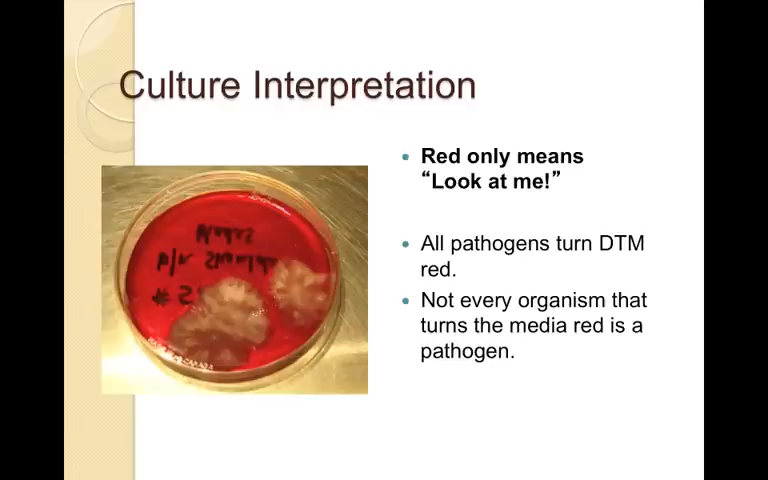 Culture Interpretation
• Red only means
“Look at me!”
• All pathogens turn DTM
red.
• Not every organism that
turns the media red is a
pathogen.
# 2